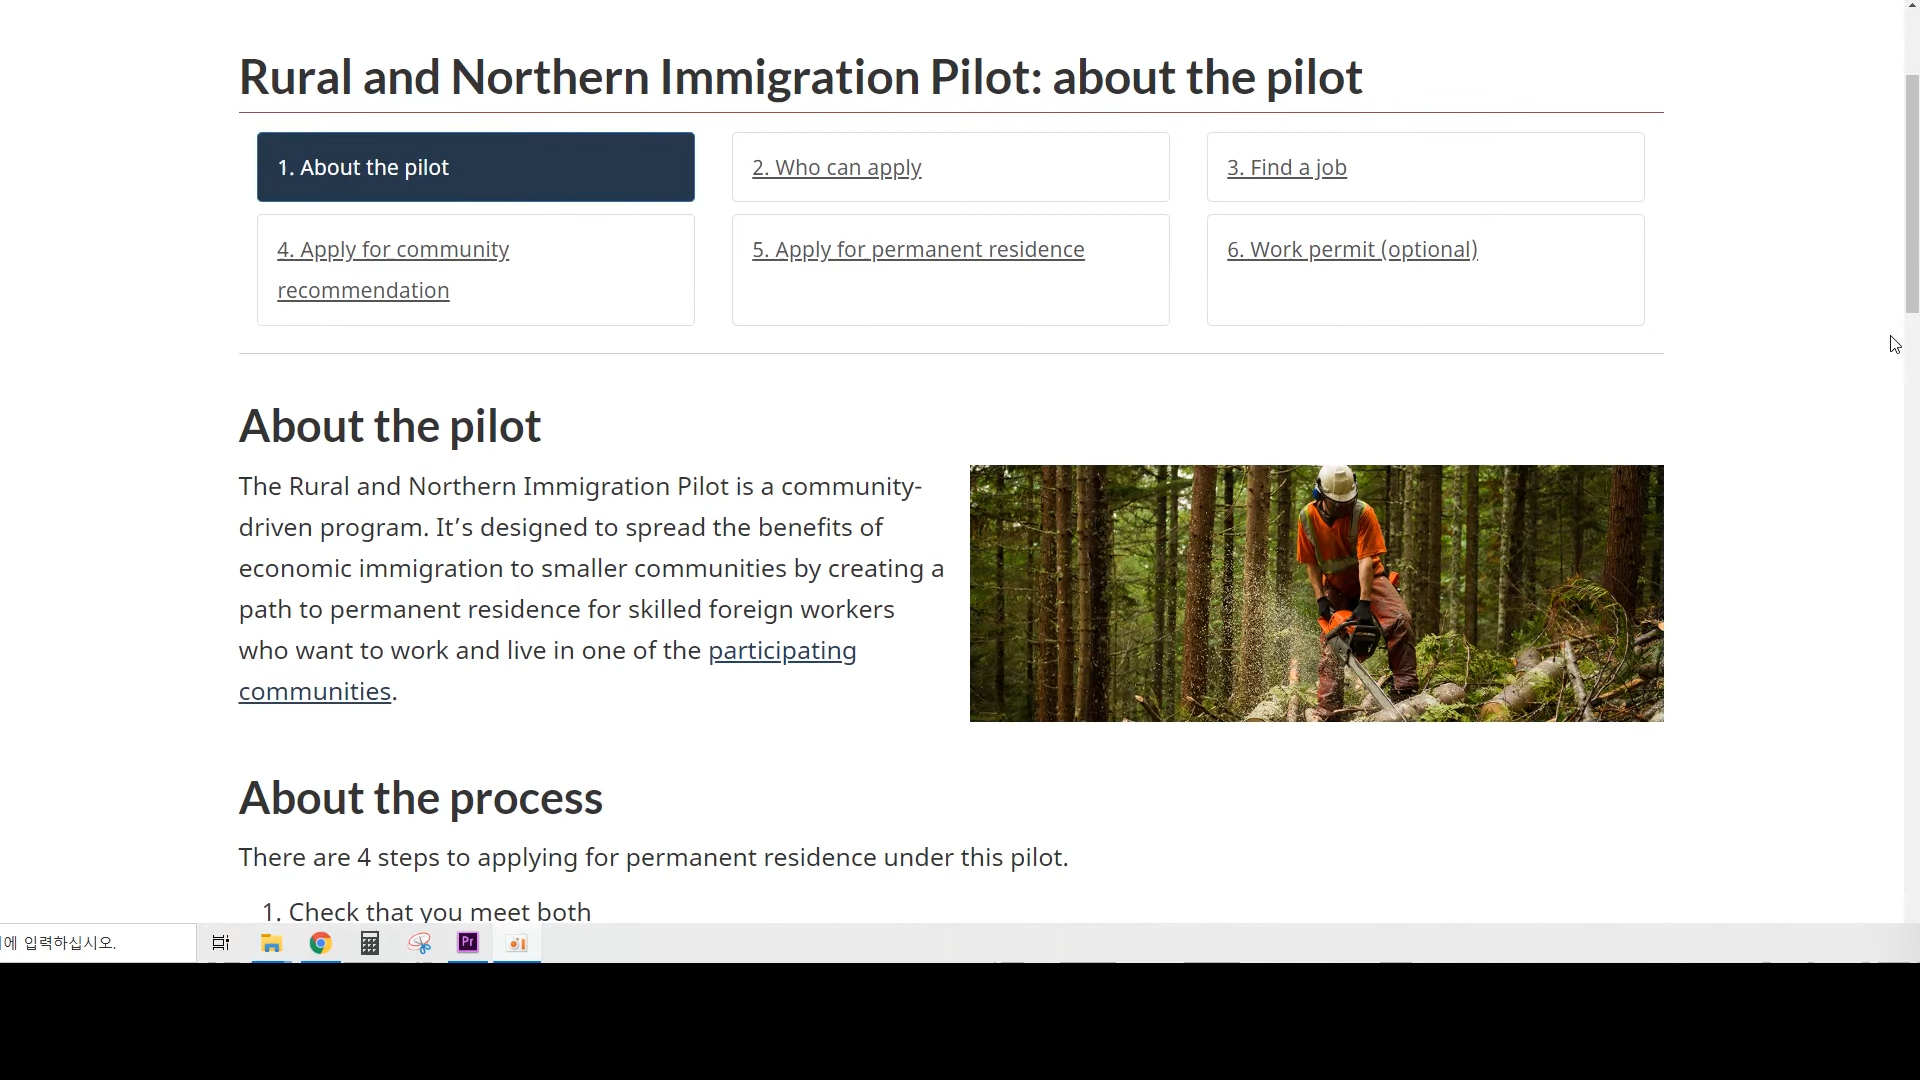 Rural and Northern Immigration Pilot: about the pilot
1. About the pilot
2. Who can apply
3. Find a job
4. Apply for community
recommendation
5. Apply for permanent residence
6. Work permit (optional)
About the pilot
The Rural and Northern Immigration Pilot is a community-
driven program. It’s designed to spread the benefits of
economic immigration to smaller communities by creating a
path to permanent residence for skilled foreign workers
who want to work and live in one of the participating
communities.
About the process
There are 4 steps to applying for permanent residence under this pilot.
1. Check that you meet both
에 입력하십시오.
Pr